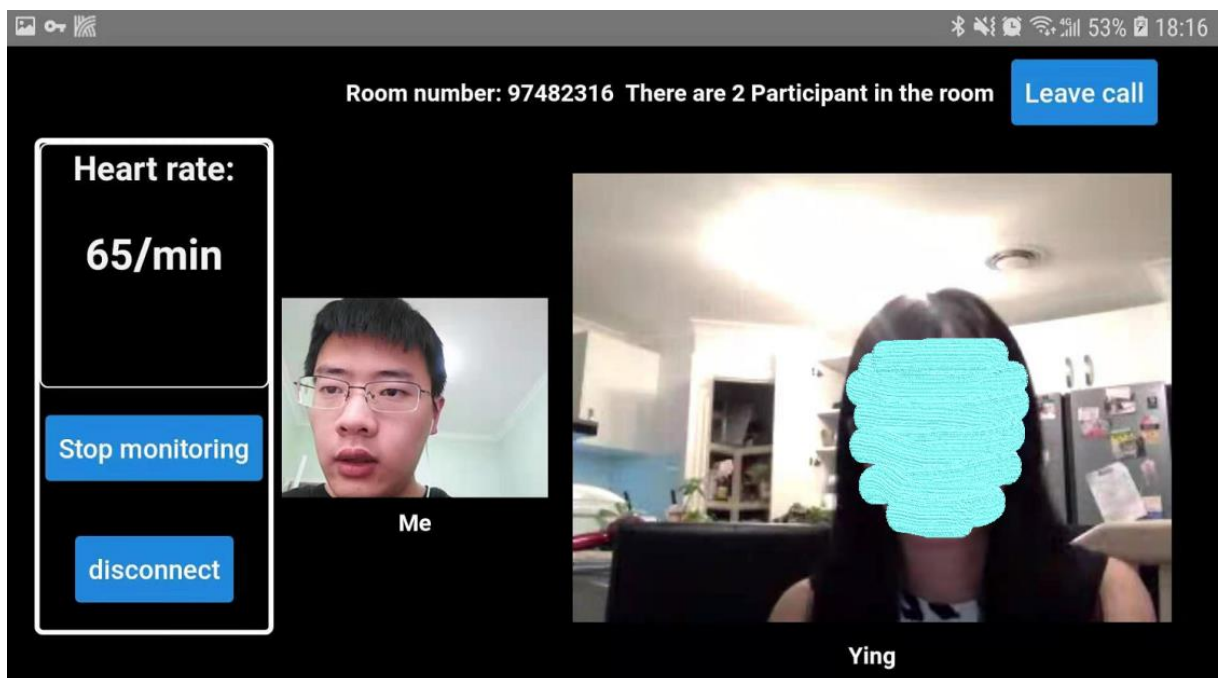 4G 53% 18:16
Room number: 97482316 There are 2 Participant in the room
Leave call
Heart rate:
65/min
Stop monitoring
disconnect
Me
Ying